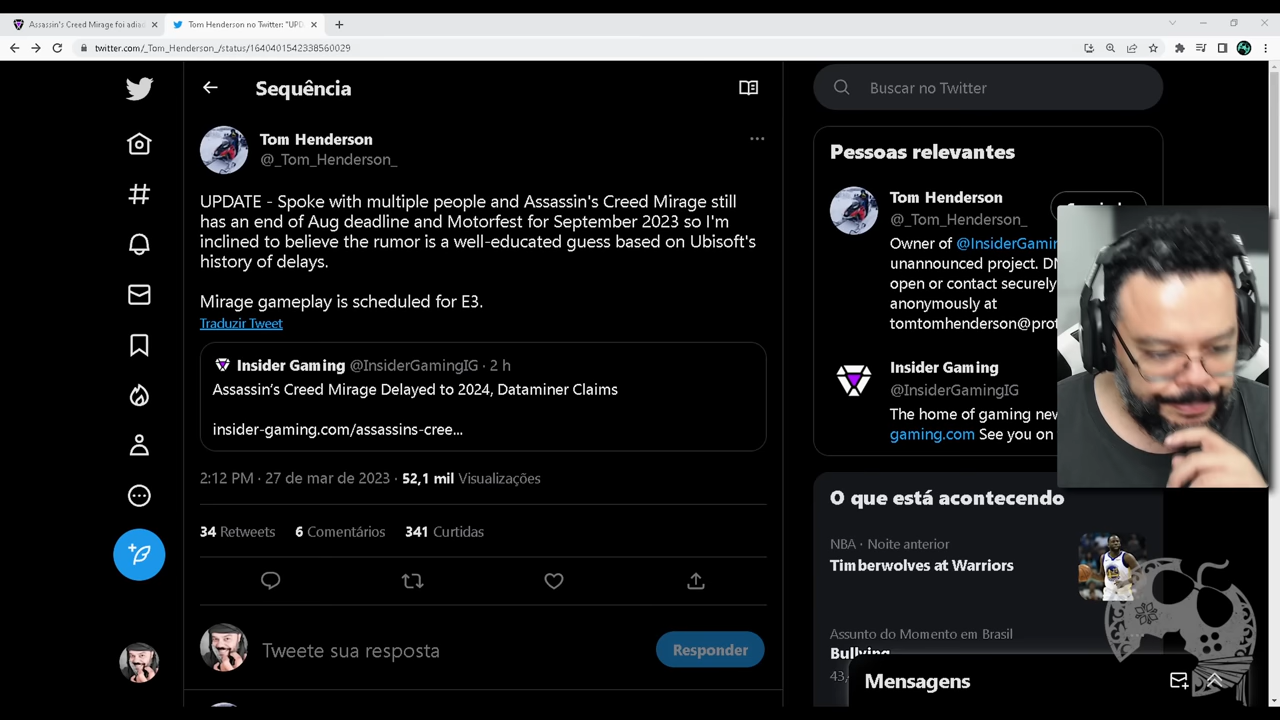 Assassin's Creed Mirage foi adia
Tom Henderson no Twitter: "UPD
twitter.com/_Tom_Henderson_/status/1640401542338560029
Sequência
Tom Henderson
@_Tom_Henderson_
UPDATE - Spoke with multiple people and Assassin's Creed Mirage still
has an end of Aug deadline and Motorfest for September 2023 so I'm
inclined to believe the rumor is a well-educated guess based on Ubisoft's
history of delays.
Mirage gameplay is scheduled for E3.
Traduzir Tweet
Insider Gaming @InsiderGamingIG · 2 h
Assassin's Creed Mirage Delayed to 2024, Dataminer Claims
insider-gaming.com/assassins-cree...
2:12 PM · 27 de mar de 2023 · 52,1 mil Visualizações
34 Retweets 6 Comentários 341 Curtidas
Tweete sua resposta
Responder
Buscar no Twitter
Pessoas relevantes
Tom Henderson
@_Tom_Henderson_
Owner of @InsiderGamin
unannounced project. DM
open or contact securely
anonymously at
tomtomhenderson@prot
Insider Gaming
@InsiderGamingIG
The home of gaming new
gaming.com See you on
O que está acontecendo
NBA · Noite anterior
Timberwolves at Warriors
Assunto do Momento em Brasil
Bullying
43,
Mensagens